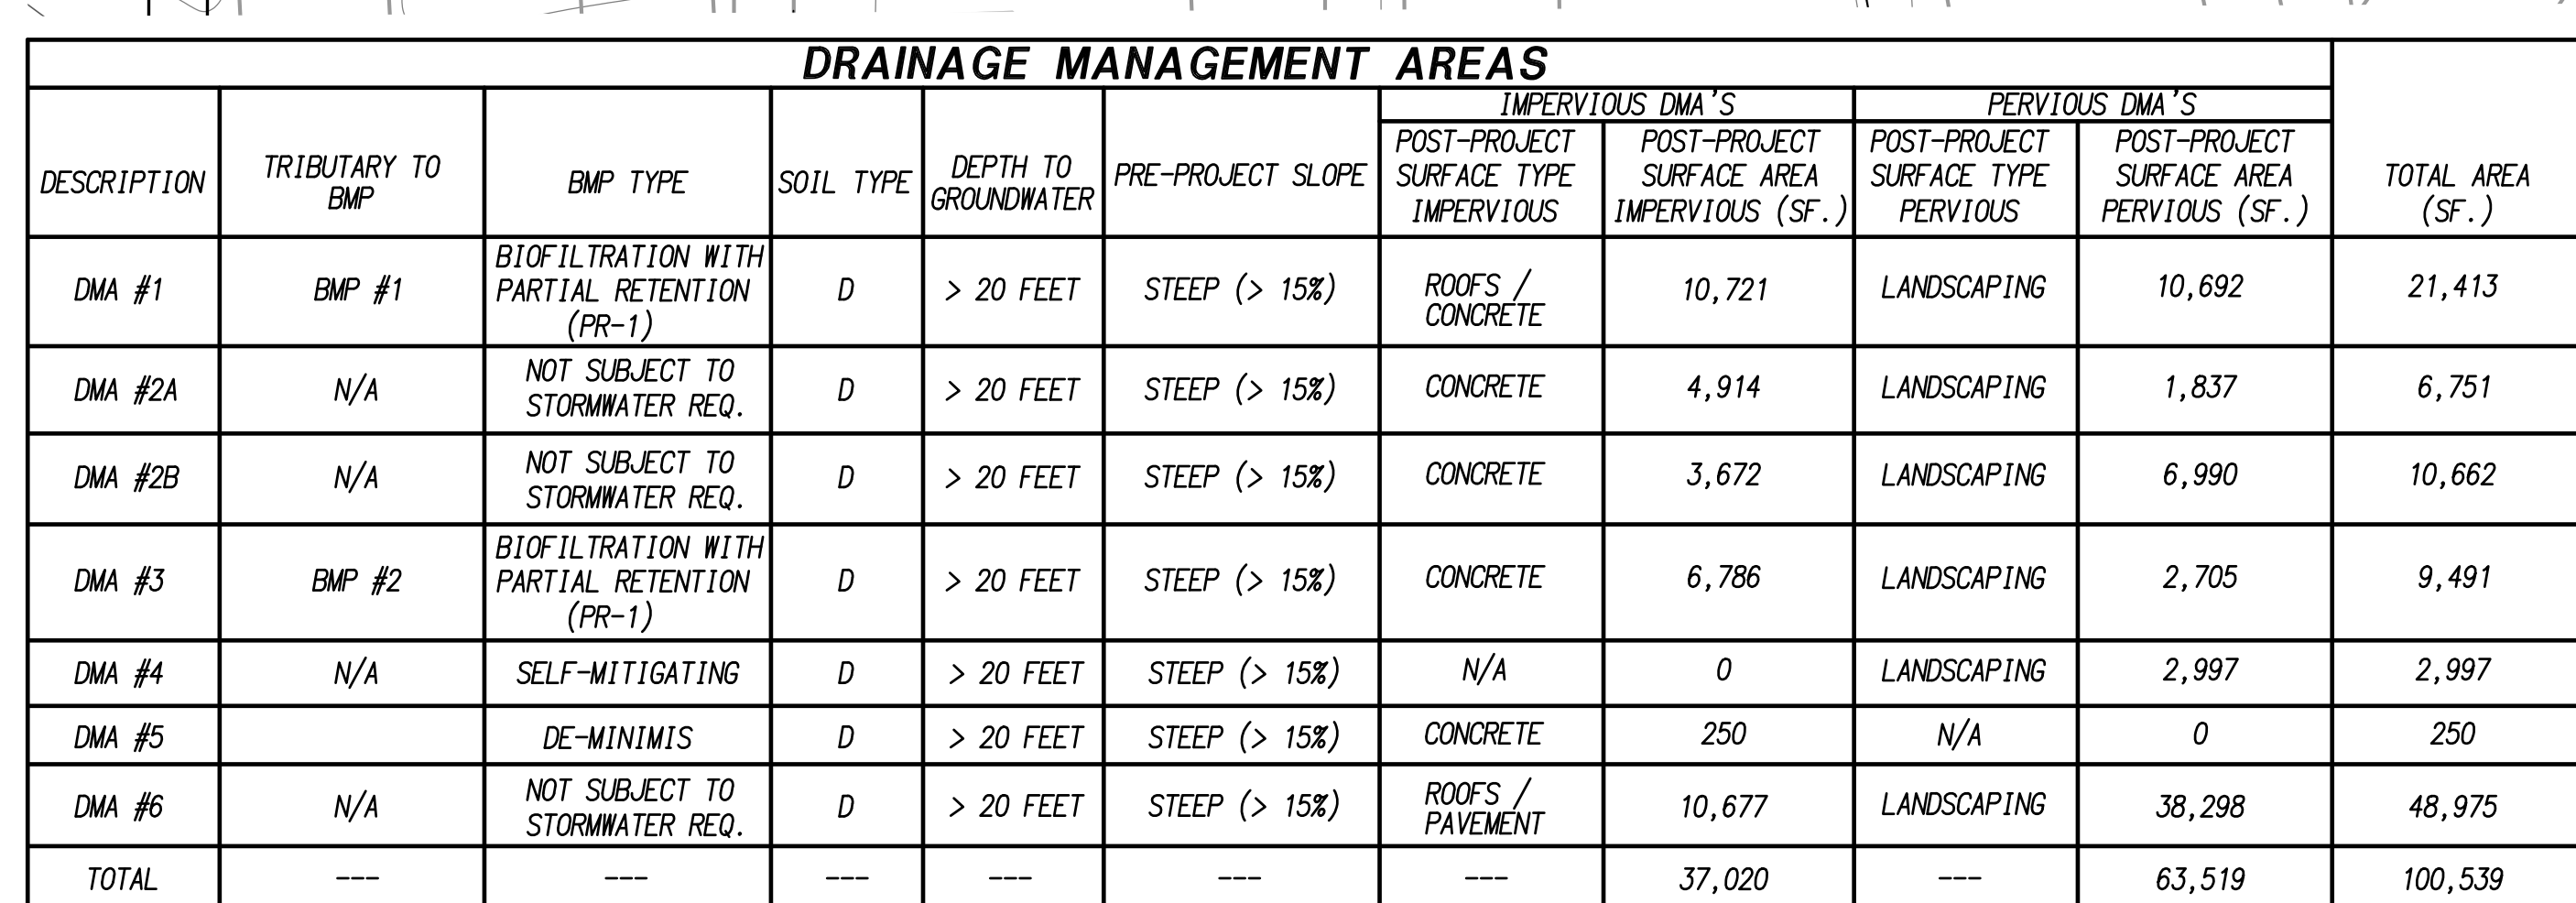 DRAINAGE MANAGEMENT AREAS
DESCRIPTION
TRIBUTARY TO
BMP
BMP TYPE
SOIL TYPE
DEPTH TO
GROUNDWATER
PRE-PROJECT SLOPE
IMPERVIOUS DMA'S
POST-PROJECT
SURFACE TYPE
IMPERVIOUS
POST-PROJECT
SURFACE AREA
IMPERVIOUS (SF.)
PERVIOUS DMA'S
POST-PROJECT
SURFACE TYPE
PERVIOUS
POST-PROJECT
SURFACE AREA
PERVIOUS (SF.)
TOTAL AREA
(SF.)
DMA #1
BMP #1
BIOFILTRATION WITH
PARTIAL RETENTION
(PR-1)
D
> 20 FEET
STEEP (> 15%)
ROOFS /
CONCRETE
10,721
LANDSCAPING
10,692
21,413
DMA #2A
N/A
NOT SUBJECT TO
STORMWATER REQ.
D
> 20 FEET
STEEP (> 15%)
CONCRETE
4,914
LANDSCAPING
1,837
6,751
DMA #2B
N/A
NOT SUBJECT TO
STORMWATER REQ.
D
> 20 FEET
STEEP (> 15%)
CONCRETE
3,672
LANDSCAPING
6,990
10,662
DMA #3
BMP #2
BIOFILTRATION WITH
PARTIAL RETENTION
(PR-1)
D
> 20 FEET
STEEP (> 15%)
CONCRETE
6,786
LANDSCAPING
2,705
9,491
DMA #4
N/A
SELF-MITIGATING
D
> 20 FEET
STEEP (> 15%)
N/A
0
LANDSCAPING
2,997
2,997
DMA #5
DE-MINIMIS
D
> 20 FEET
STEEP (> 15%)
CONCRETE
250
N/A
0
250
DMA #6
N/A
NOT SUBJECT TO
STORMWATER REQ.
D
> 20 FEET
STEEP (> 15%)
ROOFS /
PAVEMENT
10,677
LANDSCAPING
38,298
48,975
TOTAL
---
---
---
---
---
---
37,020
---
63,519
100,539